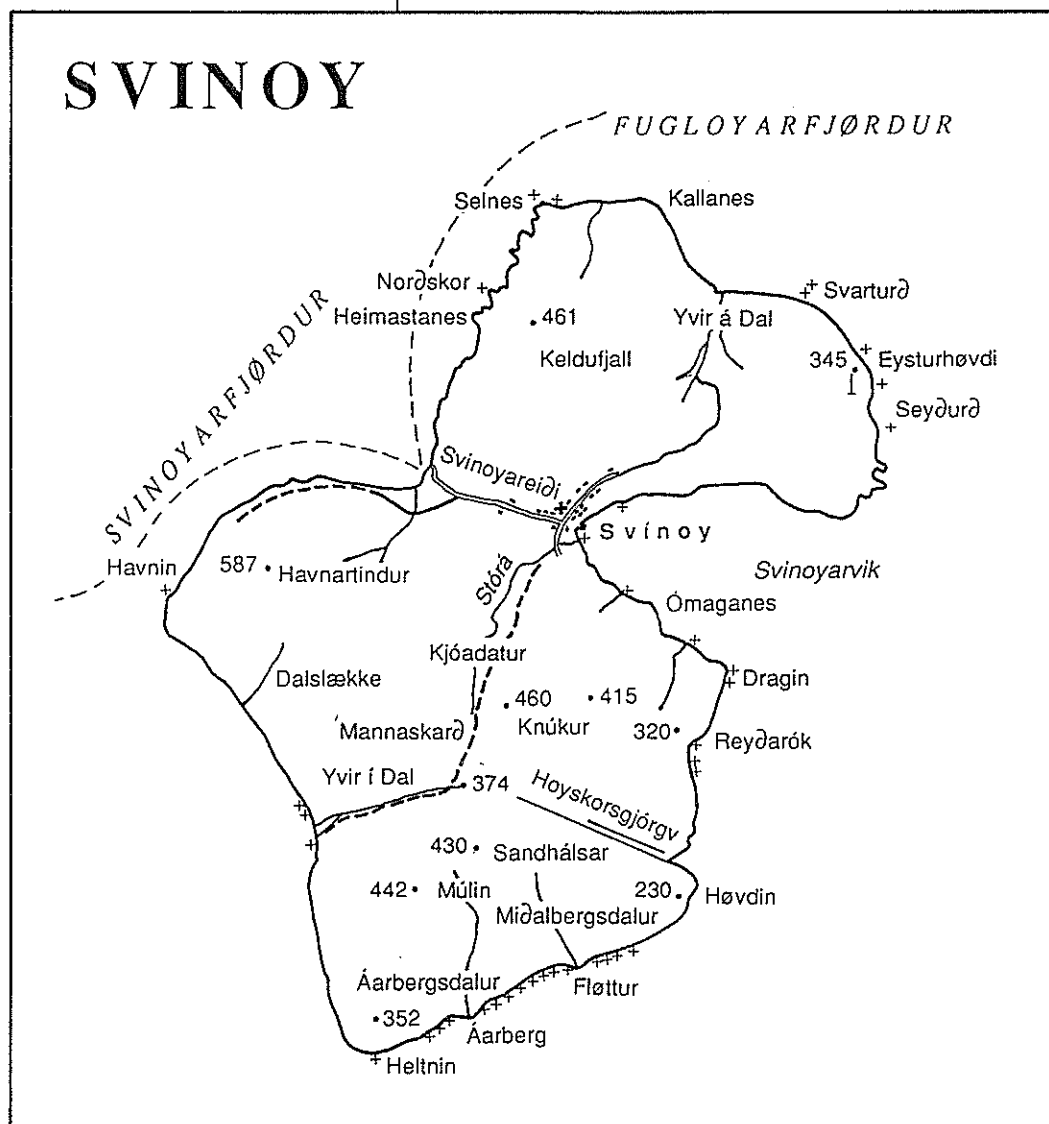 SVINOY
FUGLOYARFJØRDUR
Selnes
Kallanes
Norðskor
Svarturð
Heimastanes
461
Yvir á Dal
Keldufjall
345
Eysturhøvdi
SVINOYARFJØRDUR
Seyðurð
Svinoyareiði
Svínoy
Havnin
587
Havnartindur
Stórá
Svinoyarvik
Ómaganes
Kjóadatur
Dalslække
Dragin
460
415
Mannaskarð
Knúkur
320
Reyðarók
Yvir í Dal
374
Hoyskorsgjórgv
430
Sandhálsar
442
Múlin
230
Høvdin
Miðalbergsdalur
Áarbergsdalur
Fløttur
352
Áarberg
Heltnin